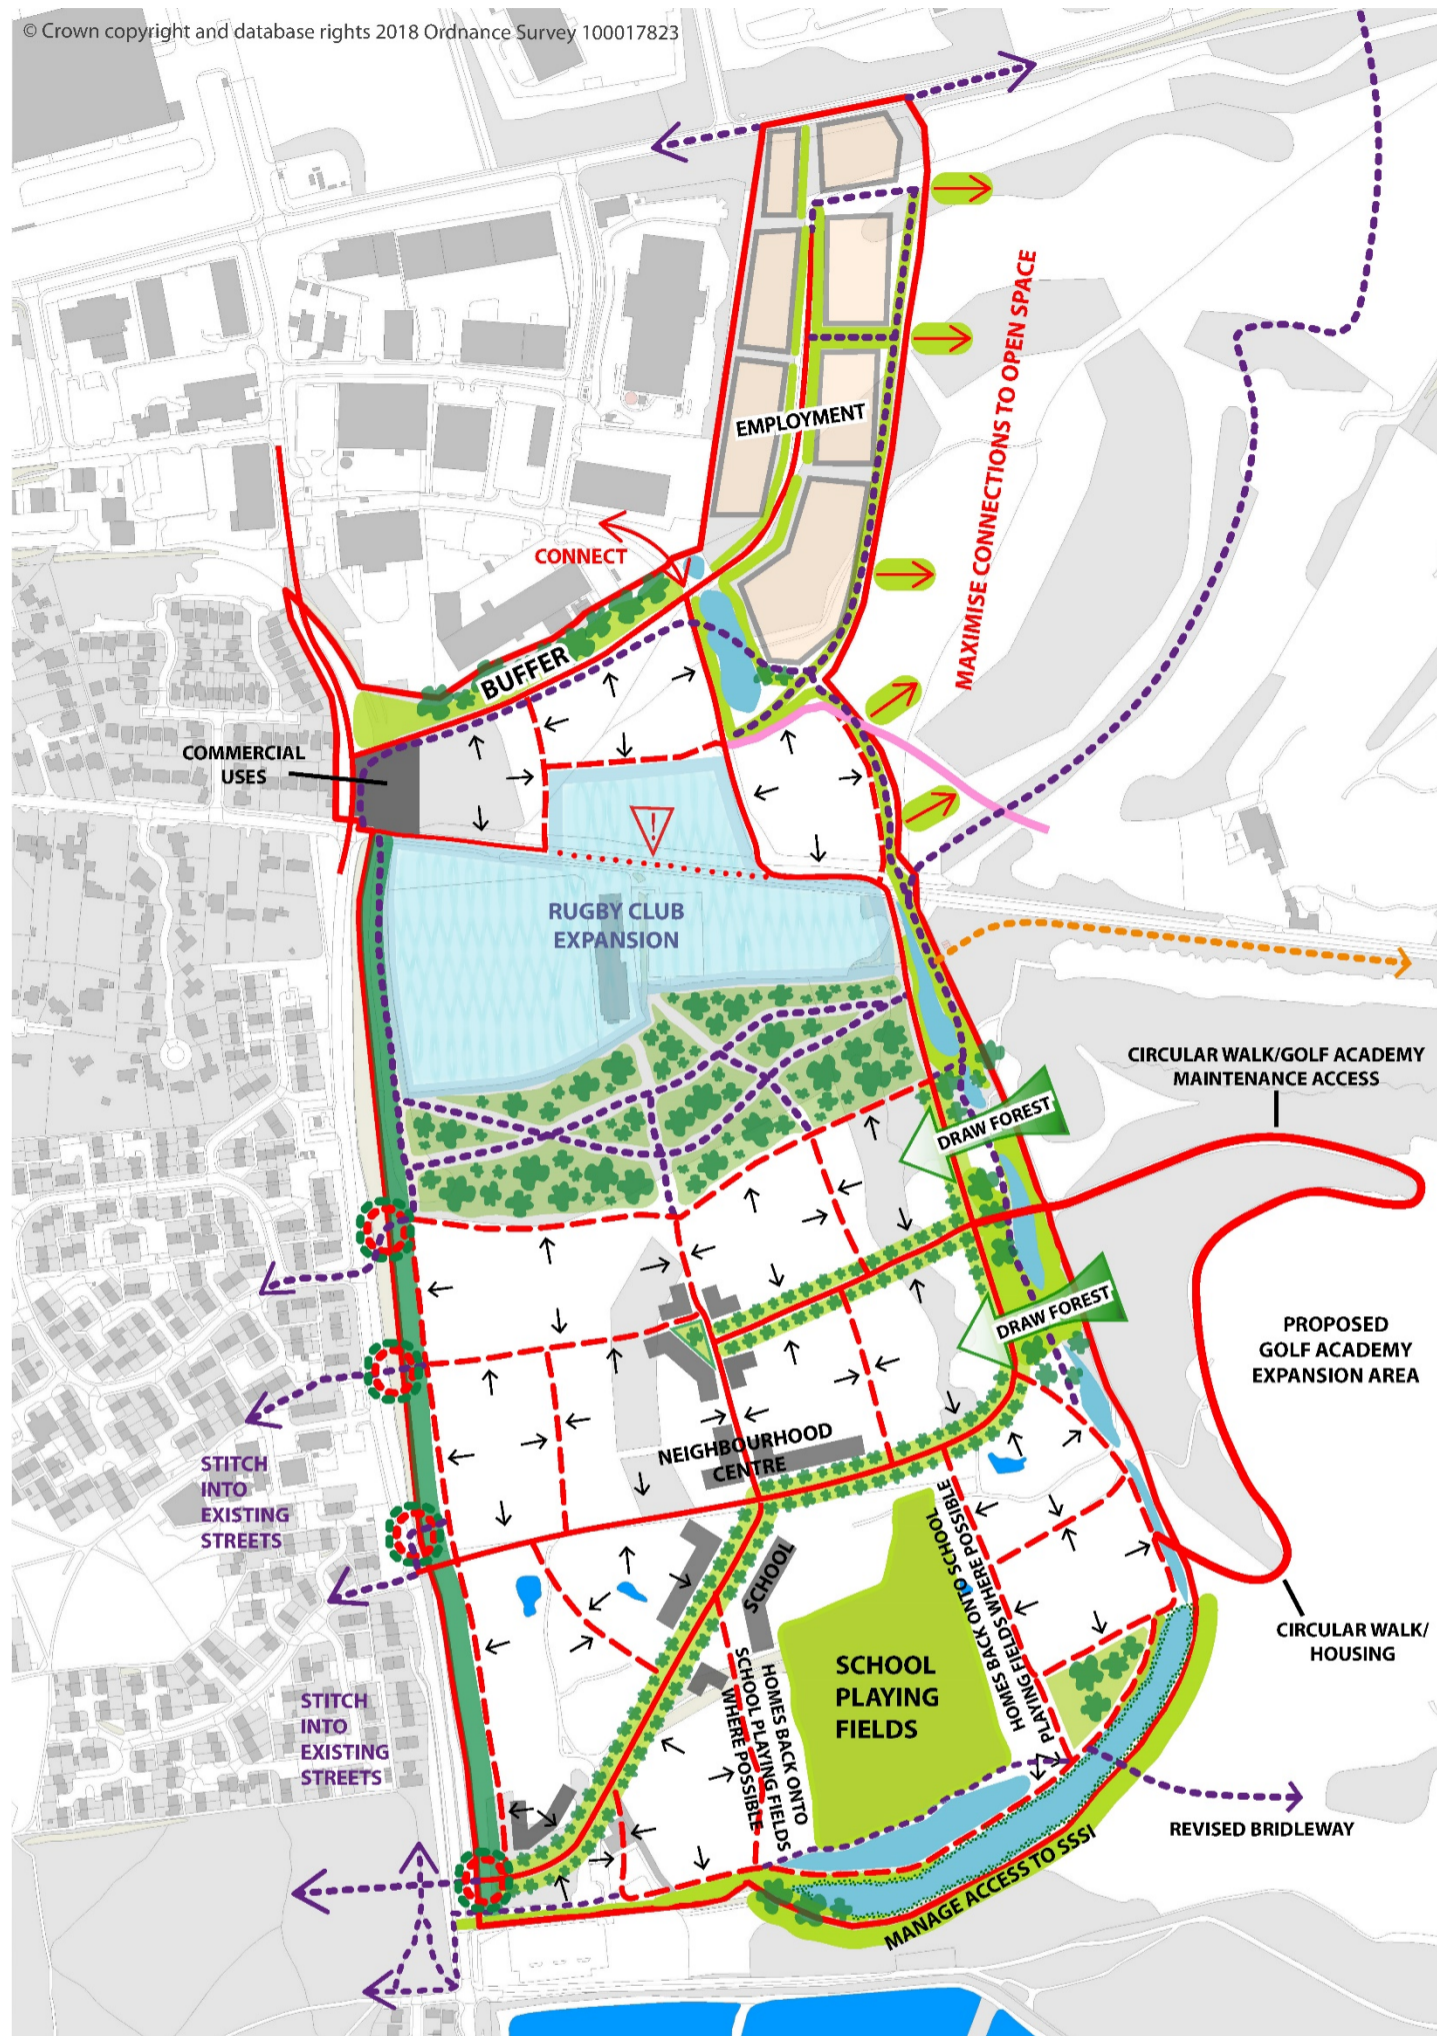 © Crown copyright and database rights 2018 Ordnance Survey 100017823
MAXIMISE CONNECTIONS TO OPEN SPACE
EMPLOYMENT
CONNECT
BUFFER
COMMERCIAL
USES
!
RUGBY CLUB
EXPANSION
CIRCULAR WALK/GOLF ACADEMY
MAINTENANCE ACCESS
DRAW FOREST
DRAW FOREST
PROPOSED
GOLF ACADEMY
EXPANSION AREA
NEIGHBOURHOOD
CENTRE
STITCH
INTO
EXISTING
STREETS
SCHOOL
HOMES BACK ONTO SCHOOL
PLAYING FIELDS WHERE POSSIBLE
CIRCULAR WALK/
HOUSING
SCHOOL
PLAYING
FIELDS
HOMES BACK ONTO
SCHOOL PLAYING FIELDS
WHERE POSSIBLE
STITCH
INTO
EXISTING
STREETS
REVISED BRIDLEWAY
MANAGE ACCESS TO SSSI